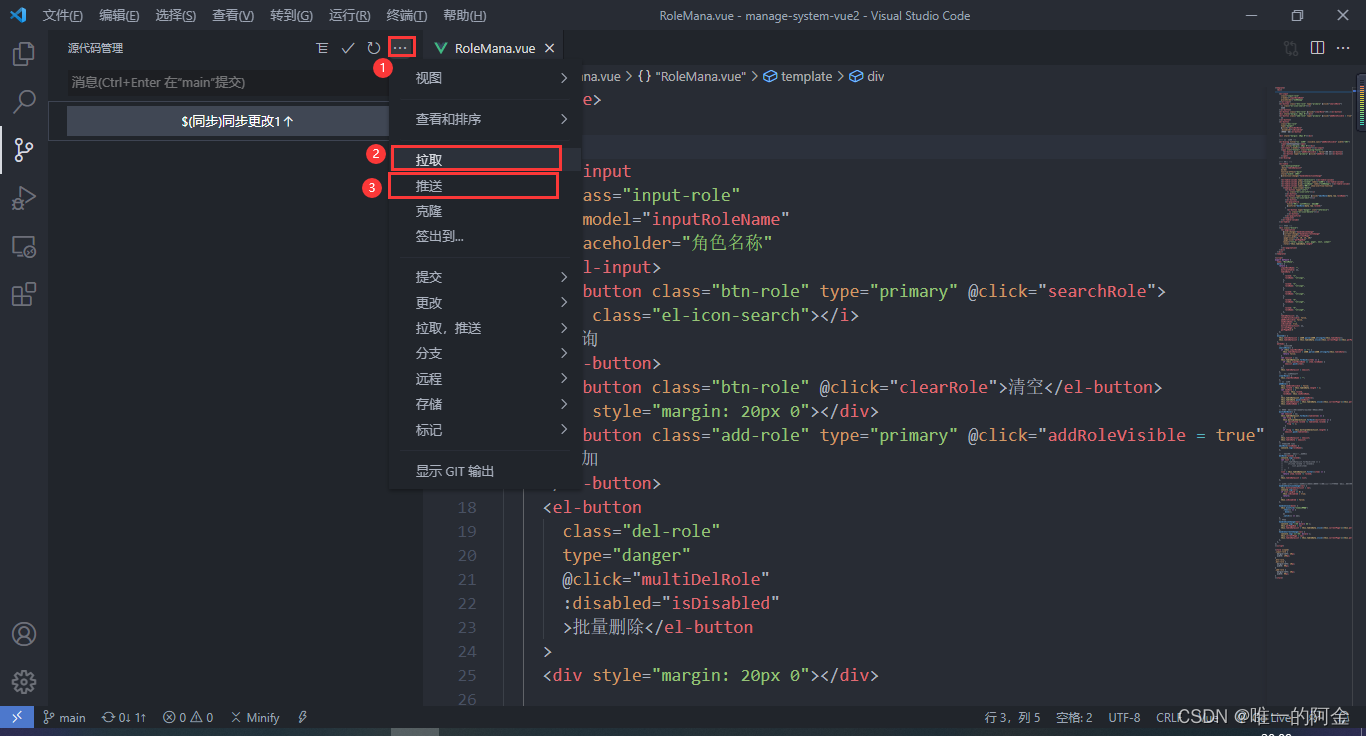 文件(F) 编辑(E) 选择(S) 查看(V) 转到(G) 运行(R) 终端(T) 帮助(H)
RoleMana.vue - manage-system-vue2 - Visual Studio Code
源代码管理
1
消息(Ctrl+Enter 在"main"提交)
$(同步)同步更改1↑
视图
查看和排序
2
拉取
3
推送
克隆
签出到...
提交
更改
拉取，推送
分支
远程
存储
标记
显示 GIT 输出
RoleMana.vue
na.vue > {} "RoleMana.vue" > template > div
e>
input
ass="input-role"
model="inputRoleName"
aceholder="角色名称"
l-input>
button class="btn-role" type="primary" @click="searchRole">
class="el-icon-search"></i>
询
-button>
button class="btn-role" @click="clearRole">清空</el-button>
style="margin: 20px 0"></div>
button class="add-role" type="primary" @click="addRoleVisible = true"
加
-button>
18 <el-button
19 class="del-role"
20 type="danger"
21 @click="multiDelRole"
22 :disabled="isDisabled"
23 >批量删除</el-button
24 >
25 <div style="margin: 20px 0"></div>
26
main 0↓ 1↑ 0 0 Minify
行 3，列 5 空格: 2 UTF-8 CRLF
CSDN @唯一的阿金